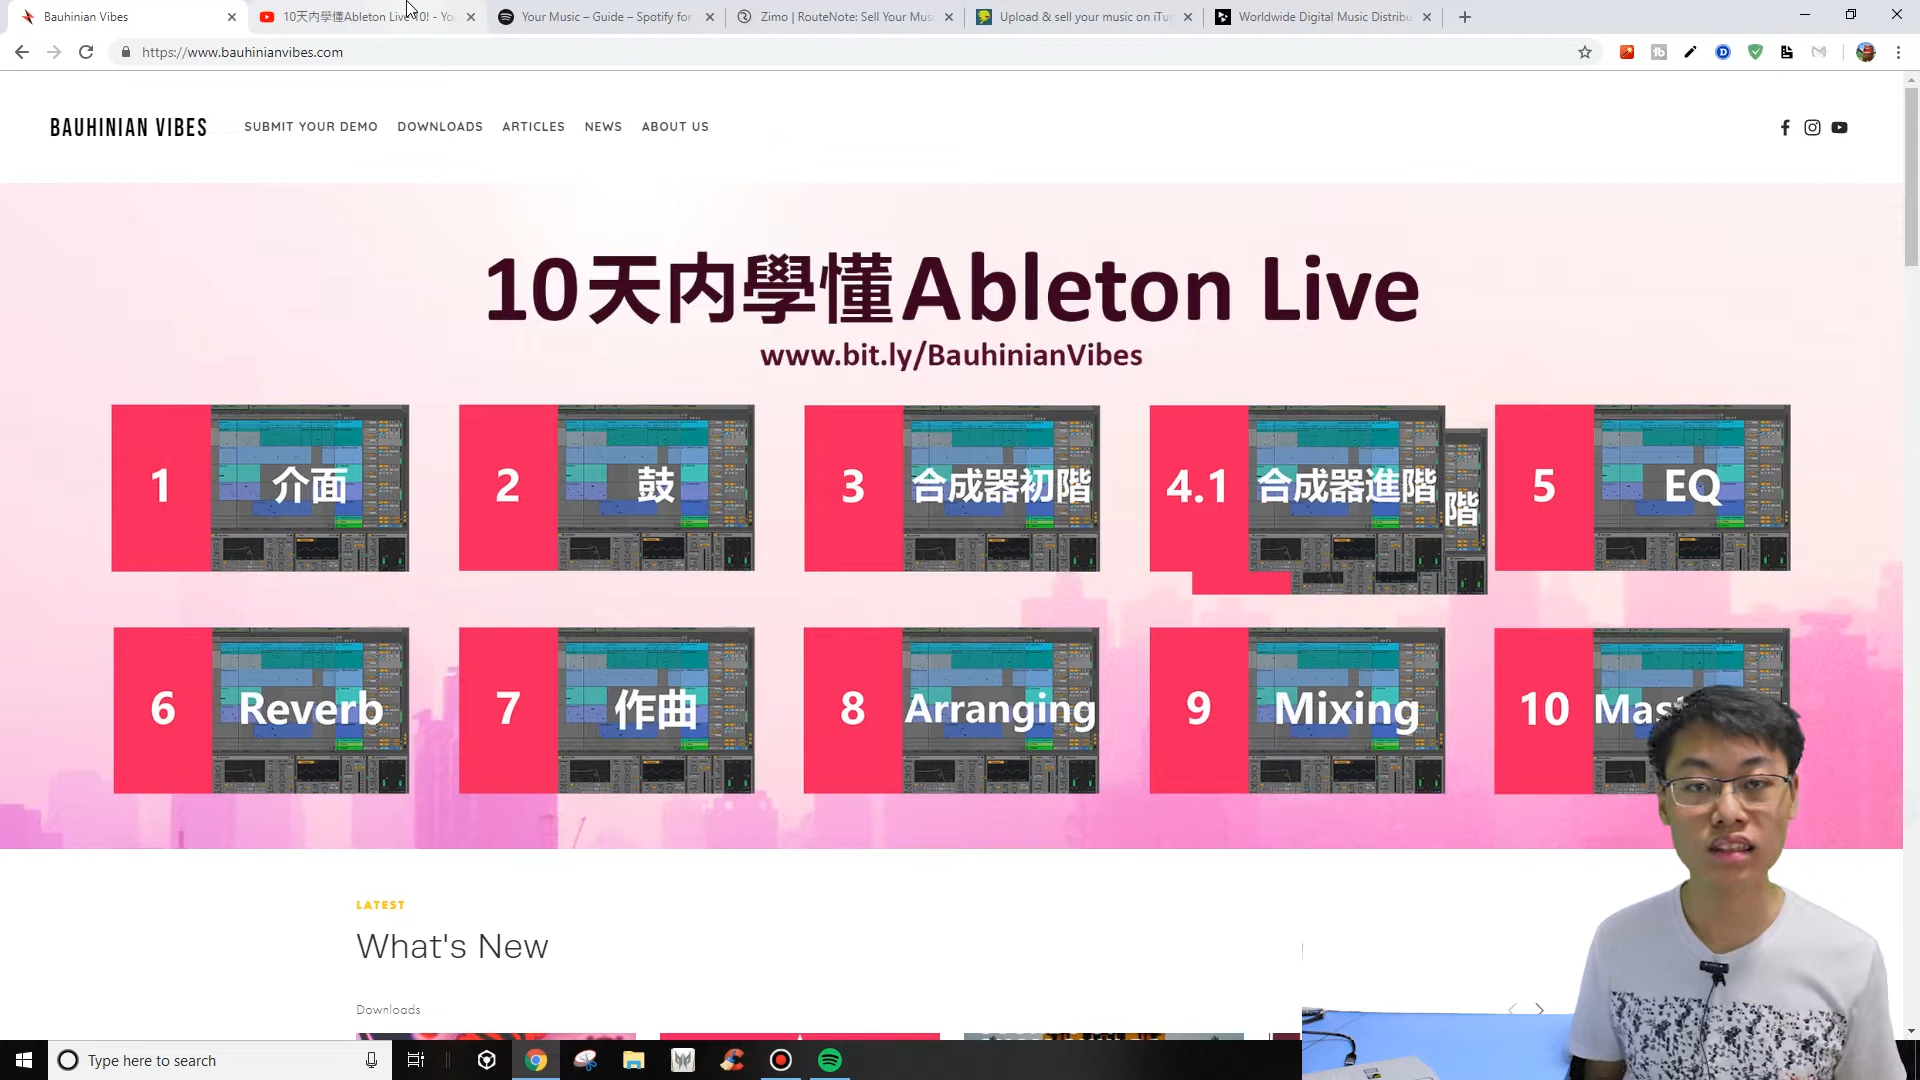 Bauhinian Vibes
10天内學懂Ableton Live 10! - Yo
Your Music – Guide – Spotify for
Zimo | RouteNote: Sell Your Mus
Upload & sell your music on iTu
Worldwide Digital Music Distribu
https://www.bauhinianvibes.com
BAUHINIAN VIBES
SUBMIT YOUR DEMO
DOWNLOADS
ARTICLES
NEWS
ABOUT US
10天内學懂Ableton Live
www.bit.ly/BauhinianVibes
1 介面
2 鼓
3 合成器初階
4.1 合成器進階
階
5 EQ
6 Reverb
7 作曲
8 Arranging
9 Mixing
10 Mas
LATEST
What's New
Downloads
Type here to search